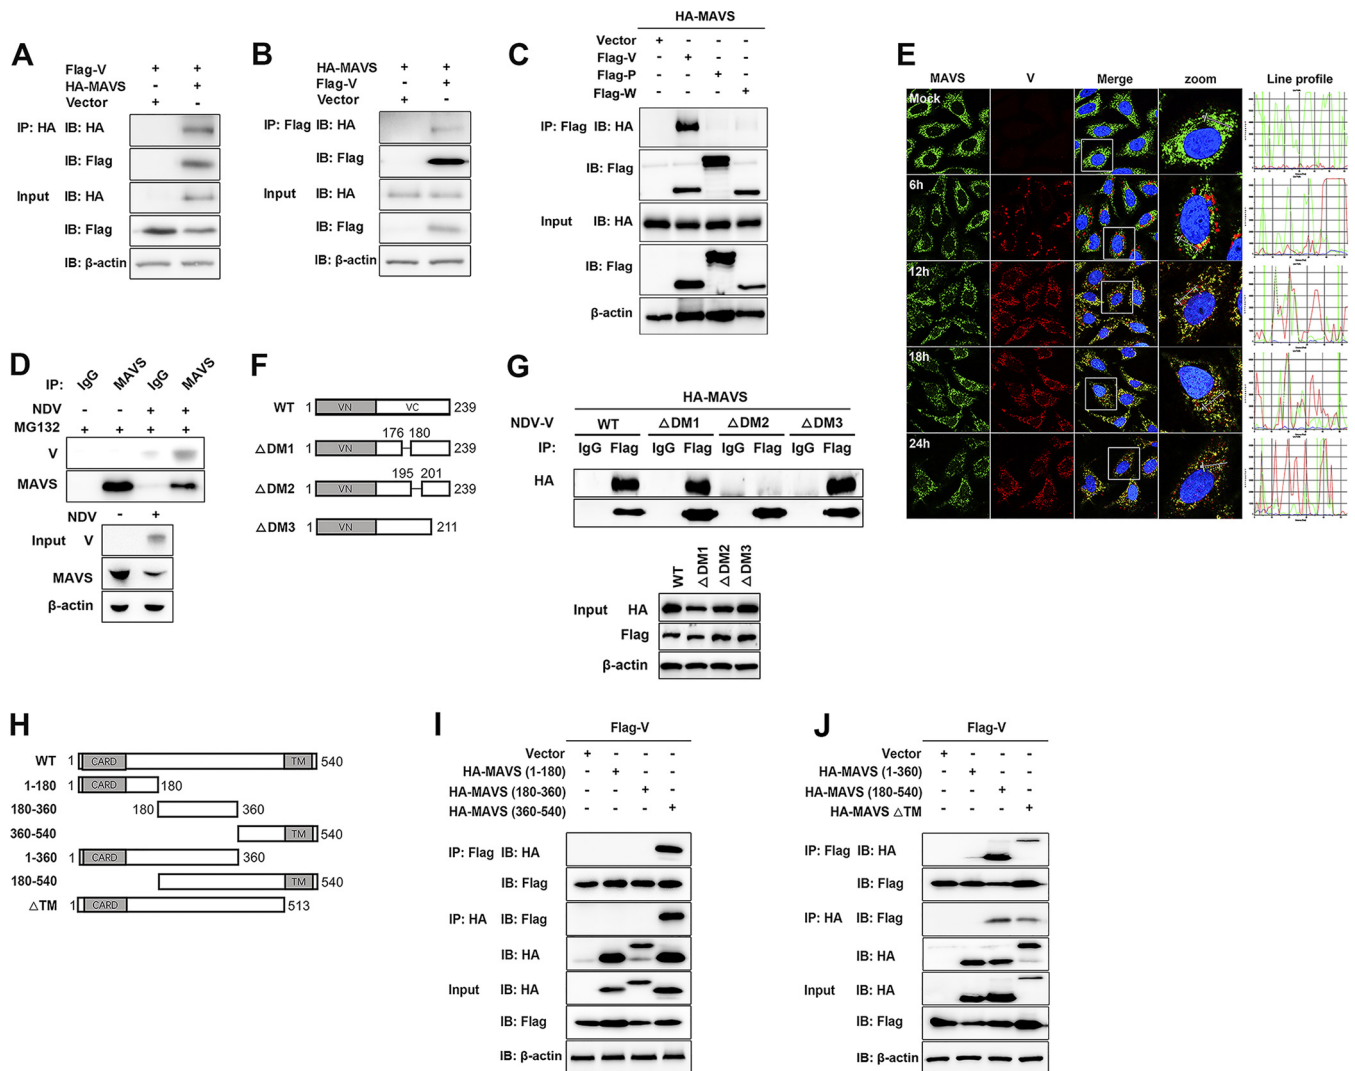 A
Flag-V + +
HA-MAVS - +
Vector + -
IP: HA IB: HA
IB: Flag
Input IB: HA
IB: Flag
IB: β-actin
B
HA-MAVS + +
Flag-V - +
Vector + -
IP: Flag IB: HA
IB: Flag
Input IB: HA
IB: Flag
IB: β-actin
C
HA-MAVS
Vector + - - -
Flag-V - + - -
Flag-P - - + -
Flag-W - - - +
IP: Flag IB: HA
IB: Flag
Input IB: HA
IB: Flag
β-actin
E
MAVS V Merge zoom Line profile
Mock
6h
12h
18h
24h
D
IP: IgG MAVS IgG MAVS
NDV - - + +
MG132 + + + +
V
MAVS
NDV - +
Input V
MAVS
β-actin
F
WT 1 VN VC 239
△DM1 1 VN 176 180 239
△DM2 1 VN 195 201 239
△DM3 1 VN 211
G
HA-MAVS
NDV-V WT △DM1 △DM2 △DM3
IP: IgG Flag IgG Flag IgG Flag IgG Flag
HA
WT △DM1 △DM2 △DM3
Input HA
Flag
β-actin
H
WT 1 CARD TM 540
1-180 1 CARD 180
180-360 180 360
360-540 TM 540
1-360 1 CARD 360
180-540 TM 540
△TM 1 CARD 513
I
Flag-V
Vector + - - -
HA-MAVS (1-180) - + - -
HA-MAVS (180-360) - - + -
HA-MAVS (360-540) - - - +
IP: Flag IB: HA
IB: Flag
IP: HA IB: Flag
IB: HA
Input IB: HA
IB: Flag
IB: β-actin
J
Flag-V
Vector + - - -
HA-MAVS (1-360) - + - -
HA-MAVS (180-540) - - + -
HA-MAVS △TM - - - +
IP: Flag IB: HA
IB: Flag
IP: HA IB: Flag
IB: HA
Input IB: HA
IB: Flag
IB: β-actin